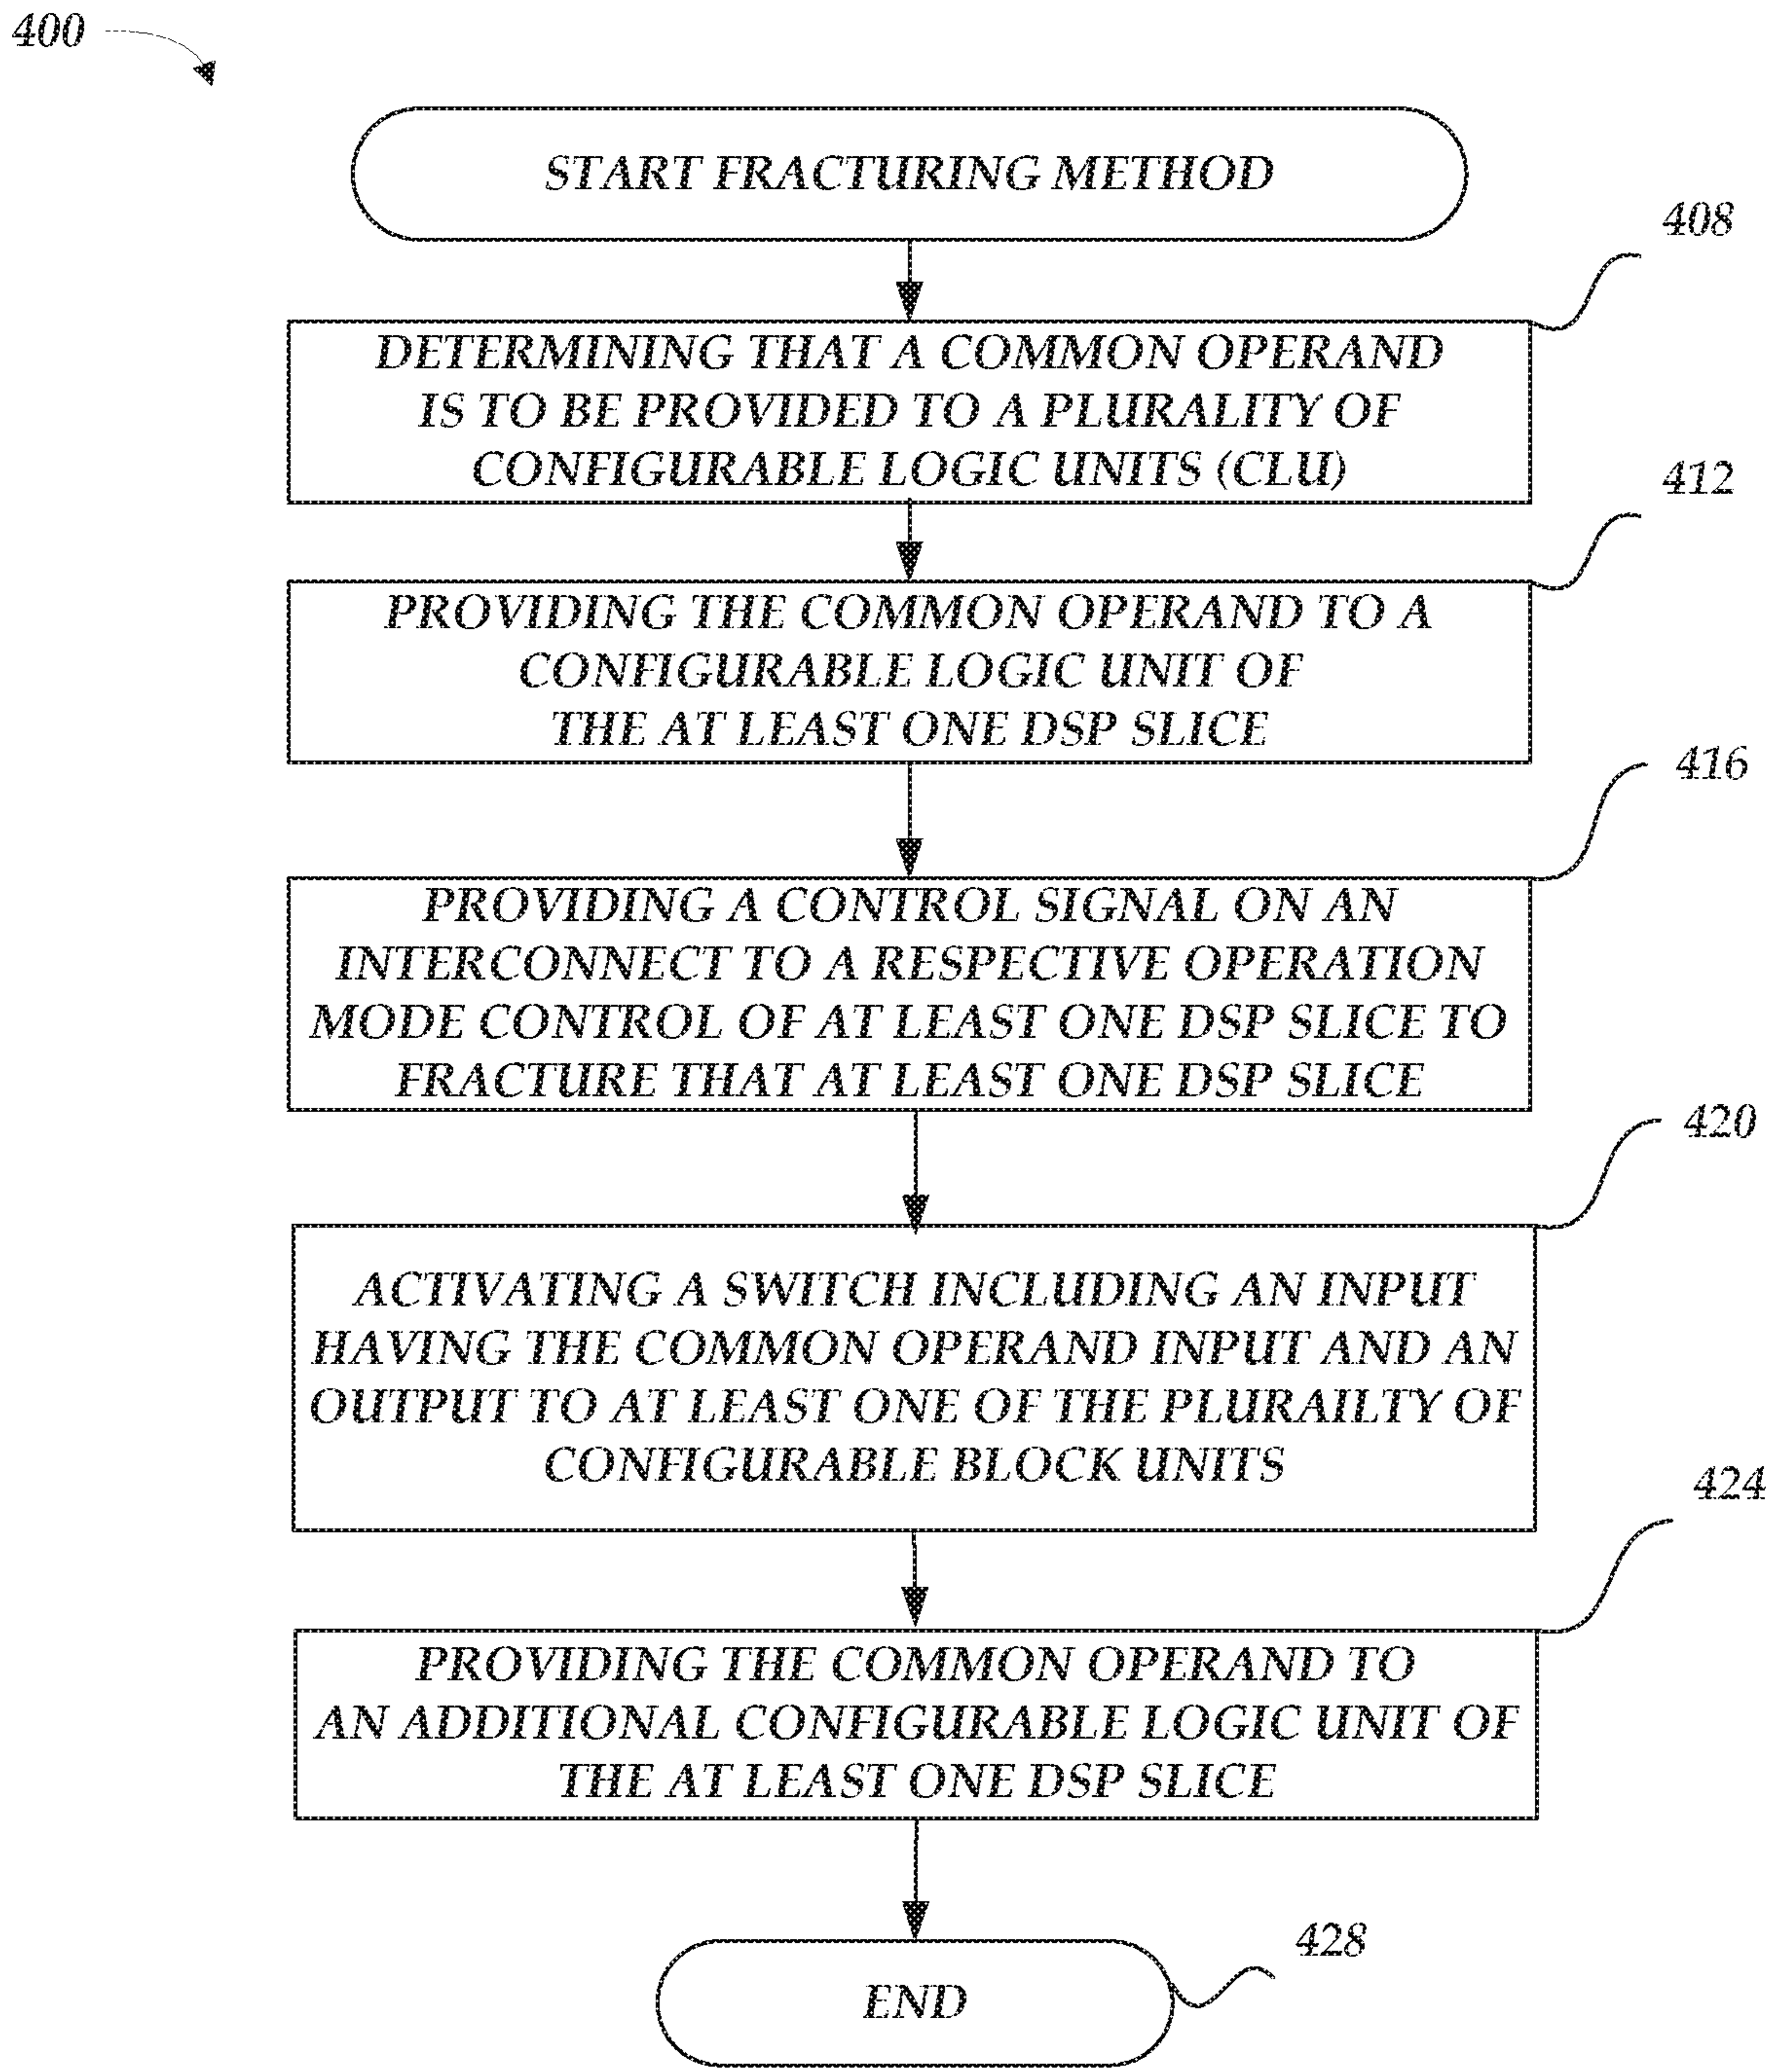 400
START FRACTURING METHOD
408
DETERMINING THAT A COMMON OPERAND
IS TO BE PROVIDED TO A PLURALITY OF
CONFIGURABLE LOGIC UNITS (CLU)
412
PROVIDING THE COMMON OPERAND TO A
CONFIGURABLE LOGIC UNIT OF
THE AT LEAST ONE DSP SLICE
416
PROVIDING A CONTROL SIGNAL ON AN
INTERCONNECT TO A RESPECTIVE OPERATION
MODE CONTROL OF AT LEAST ONE DSP SLICE TO
FRACTURE THAT AT LEAST ONE DSP SLICE
420
ACTIVATING A SWITCH INCLUDING AN INPUT
HAVING THE COMMON OPERAND INPUT AND AN
OUTPUT TO AT LEAST ONE OF THE PLURAILTY OF
CONFIGURABLE BLOCK UNITS
424
PROVIDING THE COMMON OPERAND TO
AN ADDITIONAL CONFIGURABLE LOGIC UNIT OF
THE AT LEAST ONE DSP SLICE
428
END